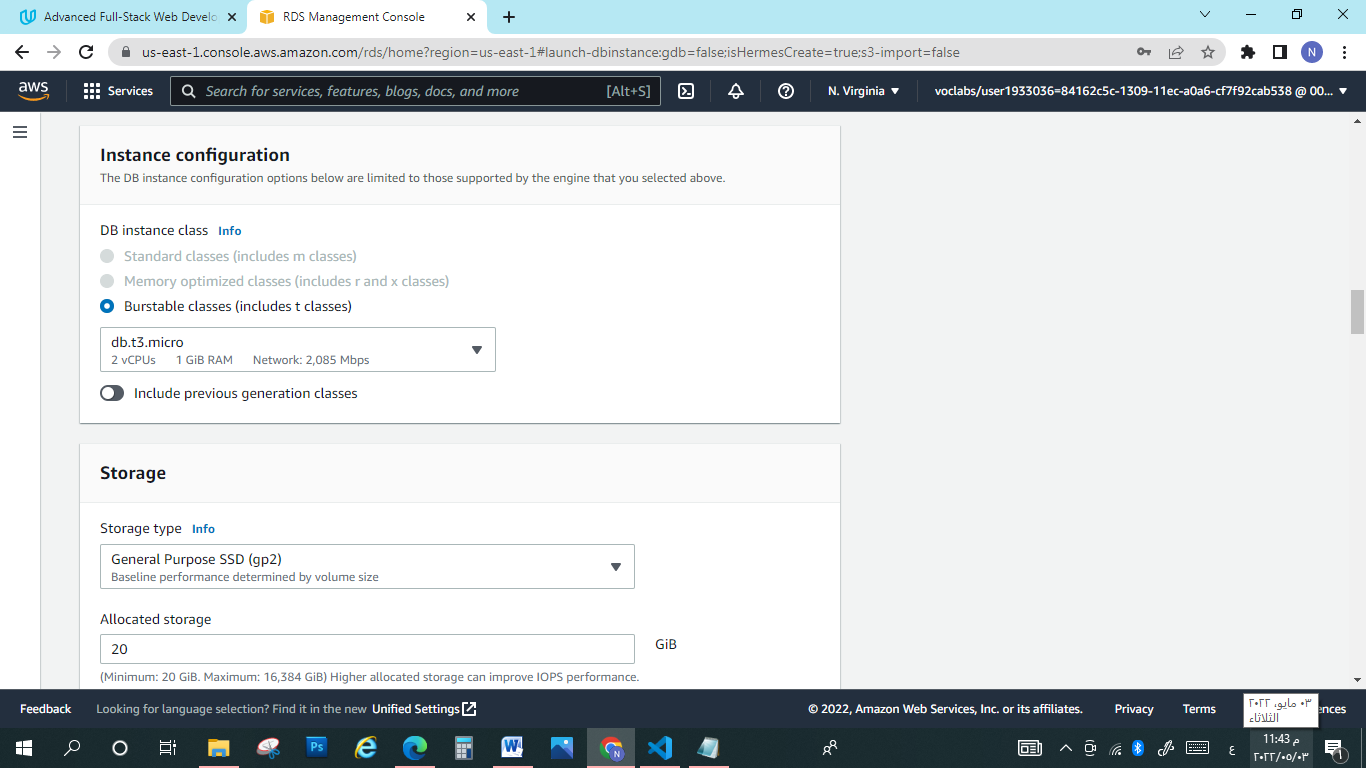 Advanced Full-Stack Web Develo
RDS Management Console
us-east-1.console.aws.amazon.com/rds/home?region=us-east-1#launch-dbinstance:gdb=false;isHermesCreate=true;s3-import=false
N
aws
Services
Search for services, features, blogs, docs, and more [Alt+S]
N. Virginia
voclabs/user1933036=84162c5c-1309-11ec-a0a6-cf7f92cab538 @ 00...
Instance configuration
The DB instance configuration options below are limited to those supported by the engine that you selected above.
DB instance class Info
Standard classes (includes m classes)
Memory optimized classes (includes r and x classes)
Burstable classes (includes t classes)
db.t3.micro
2 vCPUs 1 GiB RAM Network: 2,085 Mbps
Include previous generation classes
Storage
Storage type Info
General Purpose SSD (gp2)
Baseline performance determined by volume size
Allocated storage
20
GiB
(Minimum: 20 GiB. Maximum: 16,384 GiB) Higher allocated storage can improve IOPS performance.
Feedback
Looking for language selection? Find it in the new Unified Settings
© 2022, Amazon Web Services, Inc. or its affiliates.
Privacy
Terms
ences
٠٣ مايو، ٢٠٢٢
الثلاثاء
Ps
W
N
ع
11:43 م
٢٠٢٢/٠٥/٠٣
1